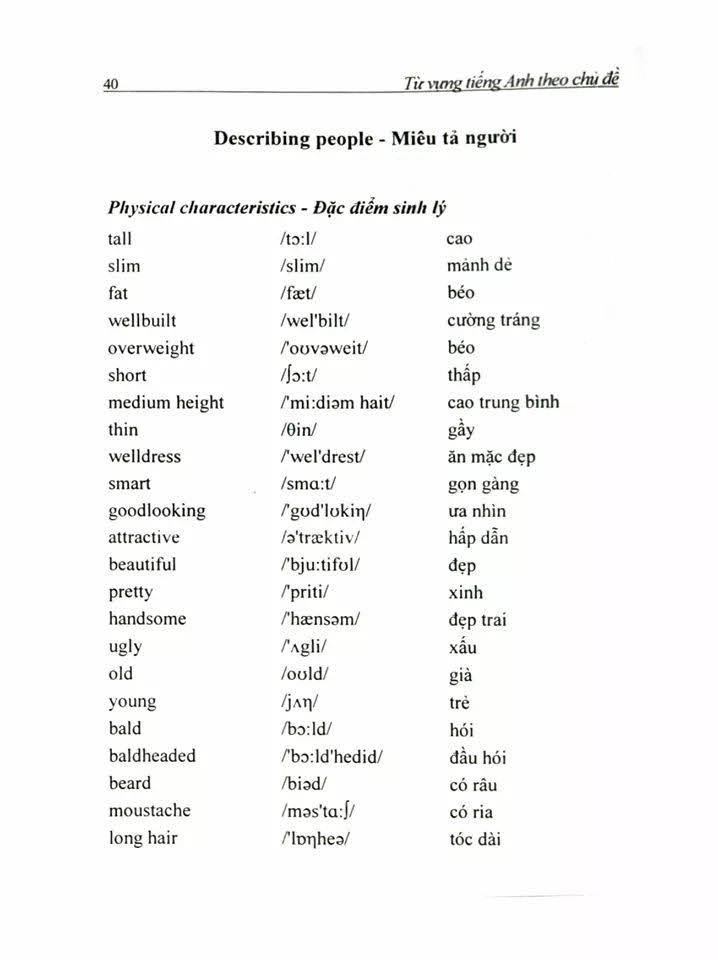 40 Từ vựng tiếng Anh theo chủ đề
Describing people - Miêu tả người
Physical characteristics - Đặc điểm sinh lý
tall /tɔ:l/ cao
slim /slim/ mảnh dẻ
fat /fæt/ béo
wellbuilt /wel'bilt/ cường tráng
overweight /'oʊvəweit/ béo
short /ʃɔ:t/ thấp
medium height /'mi:diəm hait/ cao trung bình
thin /θin/ gầy
welldress /'wel'drest/ ăn mặc đẹp
smart /smɑ:t/ gọn gàng
goodlooking /'gʊd'lʊkiη/ ưa nhìn
attractive /ə'træktiv/ hấp dẫn
beautiful /'bju:tifʊl/ đẹp
pretty /'priti/ xinh
handsome /'hænsəm/ đẹp trai
ugly /'ʌgli/ xấu
old /oʊld/ già
young /jʌη/ trẻ
bald /bɔ:ld/ hói
baldheaded /'bɔ:ld'hedid/ đầu hói
beard /biəd/ có râu
moustache /məs'tɑ:ʃ/ có ria
long hair /'lɒηheə/ tóc dài